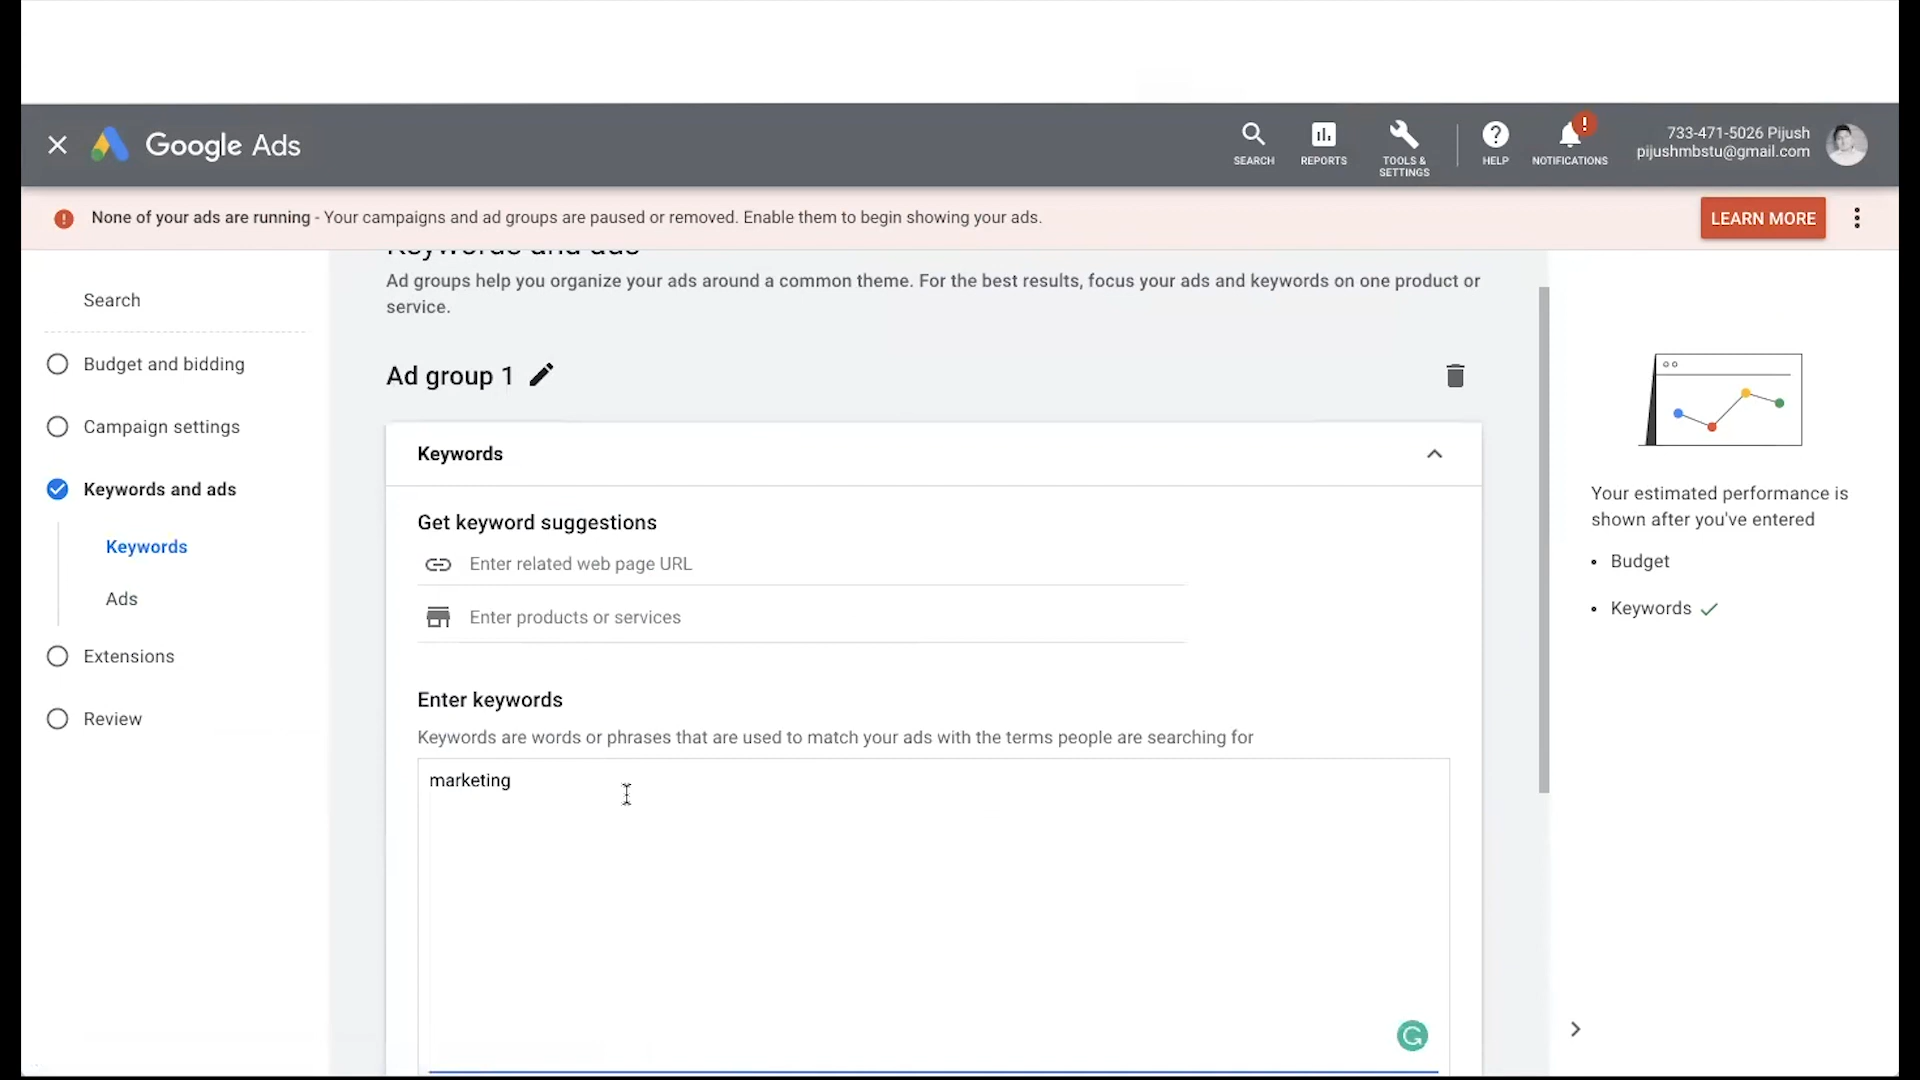 Google Ads
SEARCH
REPORTS
TOOLS &
SETTINGS
HELP
NOTIFICATIONS
733-471-5026 Pijush
pijushmbstu@gmail.com
None of your ads are running - Your campaigns and ad groups are paused or removed. Enable them to begin showing your ads.
LEARN MORE
Search
Budget and bidding
Campaign settings
Keywords and ads
Keywords
Ads
Extensions
Review
Keywords and ads
Ad groups help you organize your ads around a common theme. For the best results, focus your ads and keywords on one product or
service.
Ad group 1
Keywords
Get keyword suggestions
Enter related web page URL
Enter products or services
Enter keywords
Keywords are words or phrases that are used to match your ads with the terms people are searching for
marketing
Your estimated performance is
shown after you've entered
• Budget
• Keywords